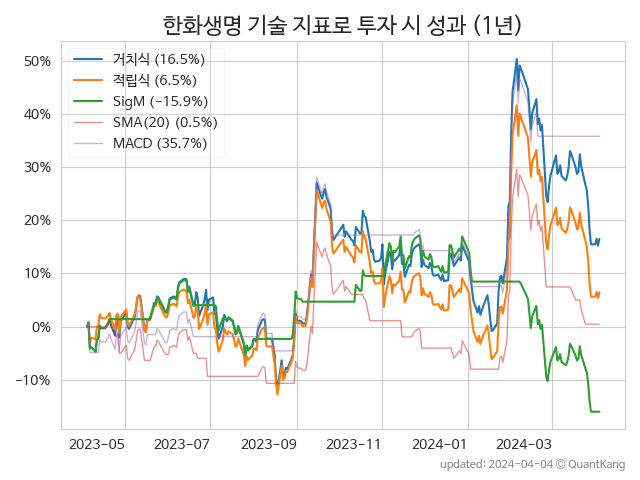 한화생명 기술 지표로 투자 시 성과 (1년)
거치식 (16.5%)
적립식 (6.5%)
SigM (−15.9%)
SMA(20) (0.5%)
MACD (35.7%)
50%
40%
30%
20%
10%
0%
−10%
2023-05 2023-07 2023-09 2023-11 2024-01 2024-03
updated: 2024-04-04 © QuantKang